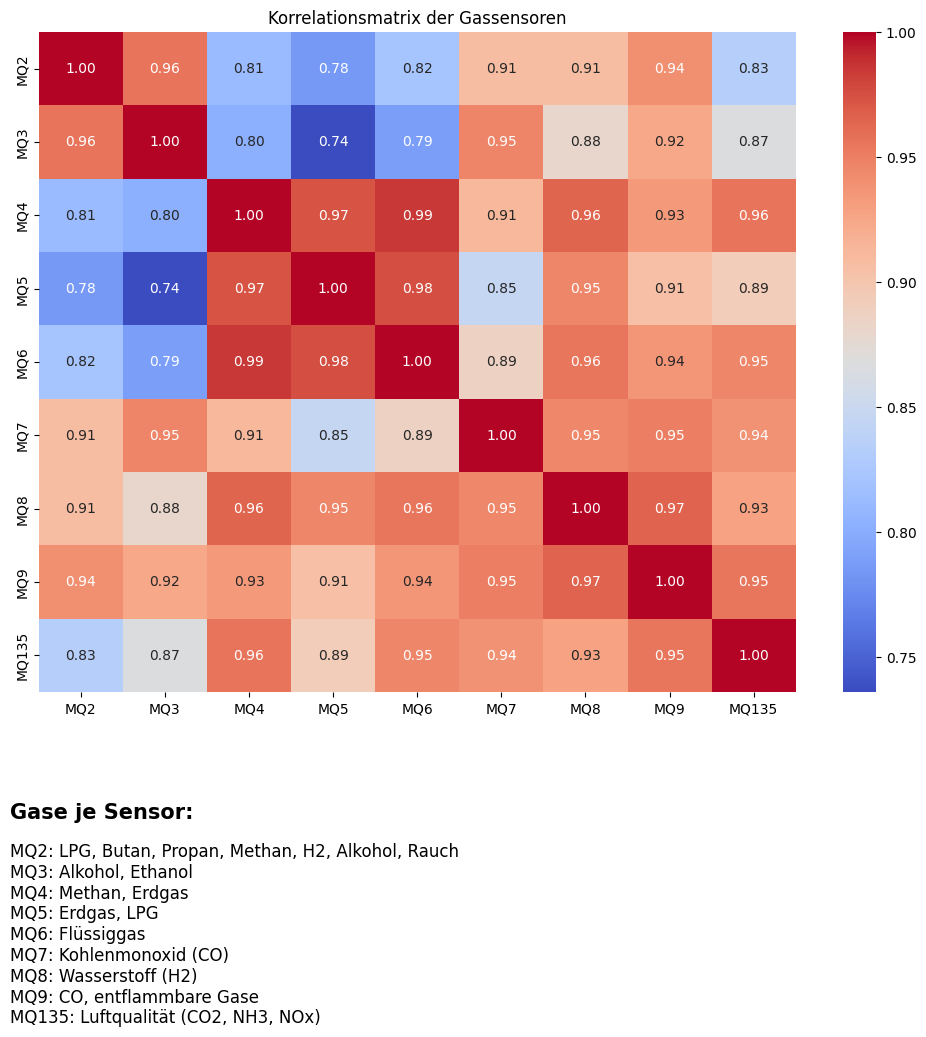 Korrelationsmatrix der Gassensoren
MQ2 1.00 0.96 0.81 0.78 0.82 0.91 0.91 0.94 0.83
MQ3 0.96 1.00 0.80 0.74 0.79 0.95 0.88 0.92 0.87
MQ4 0.81 0.80 1.00 0.97 0.99 0.91 0.96 0.93 0.96
MQ5 0.78 0.74 0.97 1.00 0.98 0.85 0.95 0.91 0.89
MQ6 0.82 0.79 0.99 0.98 1.00 0.89 0.96 0.94 0.95
MQ7 0.91 0.95 0.91 0.85 0.89 1.00 0.95 0.95 0.94
MQ8 0.91 0.88 0.96 0.95 0.96 0.95 1.00 0.97 0.93
MQ9 0.94 0.92 0.93 0.91 0.94 0.95 0.97 1.00 0.95
MQ135 0.83 0.87 0.96 0.89 0.95 0.94 0.93 0.95 1.00
MQ2 MQ3 MQ4 MQ5 MQ6 MQ7 MQ8 MQ9 MQ135
1.00
0.95
0.90
0.85
0.80
0.75
Gase je Sensor:
MQ2: LPG, Butan, Propan, Methan, H2, Alkohol, Rauch
MQ3: Alkohol, Ethanol
MQ4: Methan, Erdgas
MQ5: Erdgas, LPG
MQ6: Flüssiggas
MQ7: Kohlenmonoxid (CO)
MQ8: Wasserstoff (H2)
MQ9: CO, entflammbare Gase
MQ135: Luftqualität (CO2, NH3, NOx)